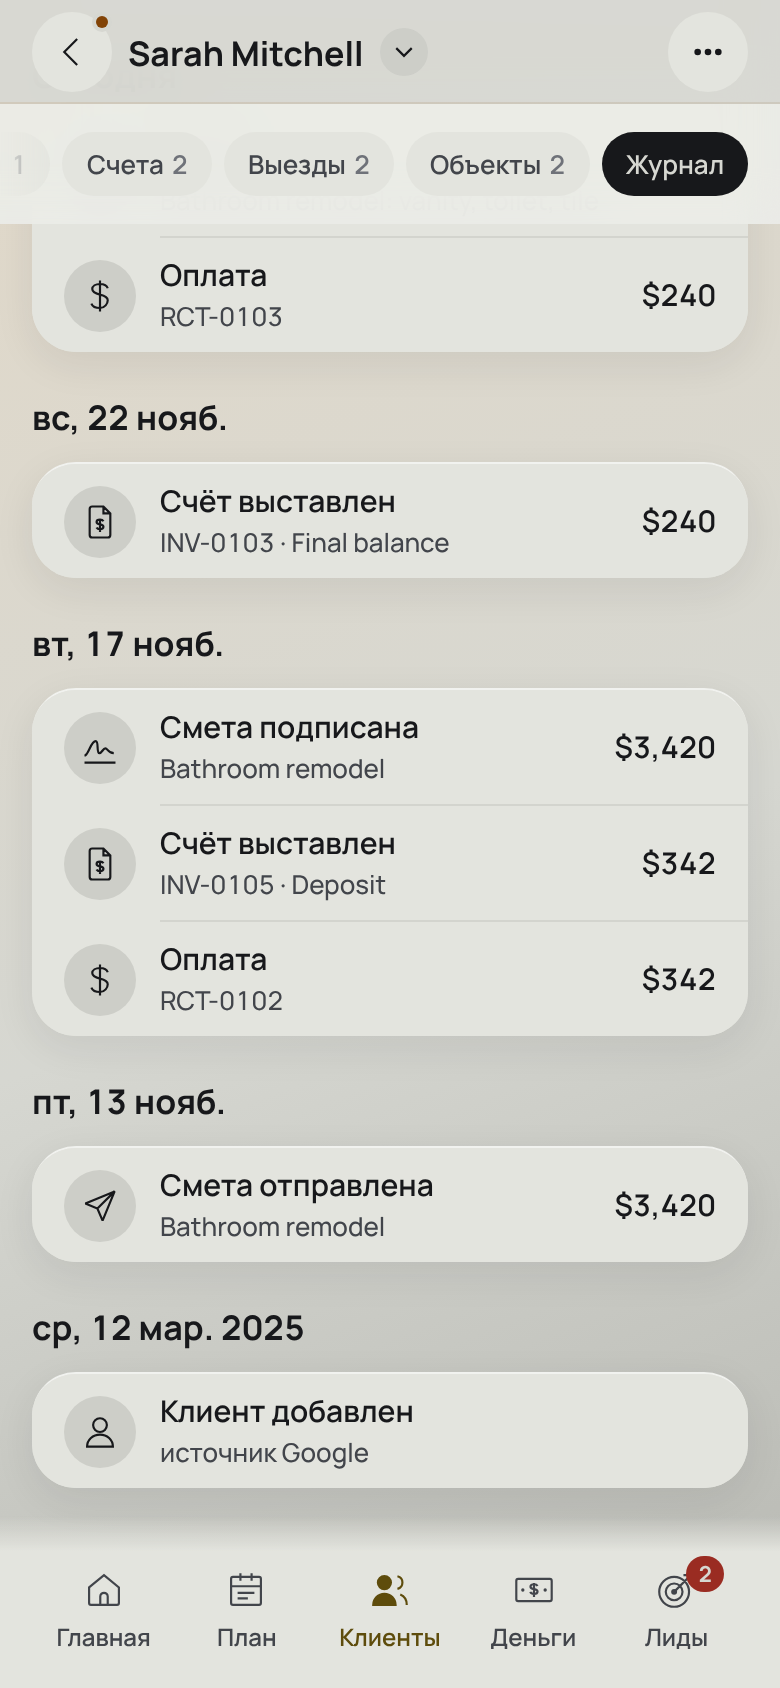 Sarah Mitchell
1
Счета 2
Выезды 2
Объекты 2
Журнал
Оплата
RCT-0103
$240
вс, 22 нояб.
Счёт выставлен
INV-0103 · Final balance
$240
вт, 17 нояб.
Смета подписана
Bathroom remodel
$3,420
Счёт выставлен
INV-0105 · Deposit
$342
Оплата
RCT-0102
$342
пт, 13 нояб.
Смета отправлена
Bathroom remodel
$3,420
ср, 12 мар. 2025
Клиент добавлен
источник Google
Главная
План
Клиенты
Деньги
2
Лиды